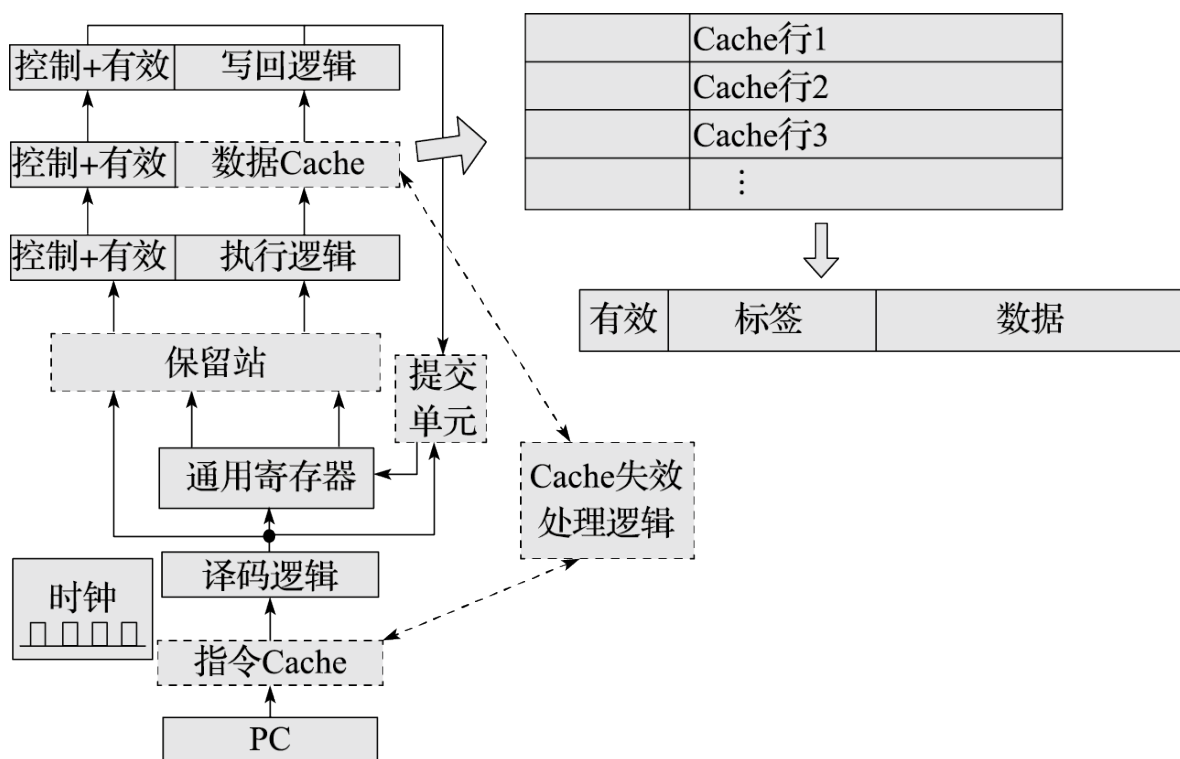 控制+有效 写回逻辑
控制+有效 数据Cache
控制+有效 执行逻辑
保留站
提交
单元
通用寄存器
译码逻辑
时钟
指令Cache
PC
Cache失效
处理逻辑
Cache行1
Cache行2
Cache行3
⋮
有效 标签 数据